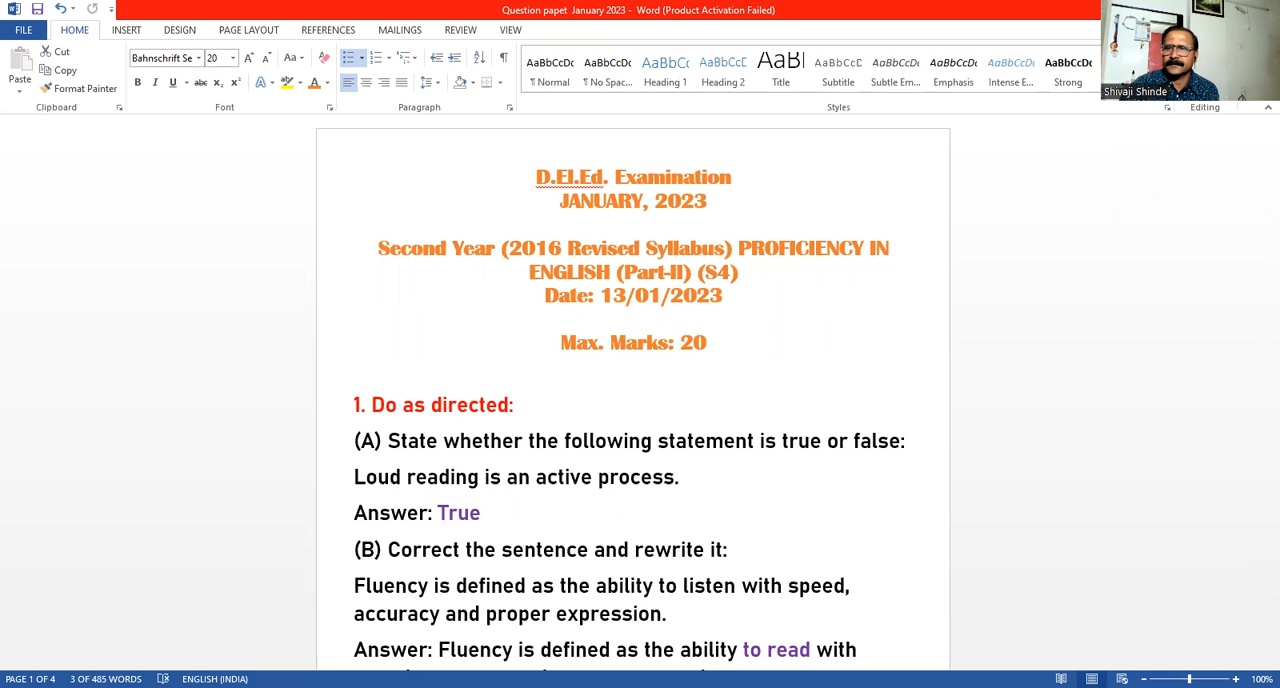 Question papet January 2023 - Word (Product Activation Failed)
FILE HOME INSERT DESIGN PAGE LAYOUT REFERENCES MAILINGS REVIEW VIEW
Paste
Cut
Copy
Format Painter
Clipboard
Bahnschrift Se 20
Aa
B I U abc X₂ X² A A
Font
Paragraph
AaBbCcDc AaBbCcDc AaBbCcDc AaBbCcD AaBI AaBbCcDc AaBbCcDc AaBbCcDc AaBbCcDc AaBbCcDc
¶ Normal ¶ No Spac... Heading 1 Heading 2 Title Subtitle Subtle Em... Emphasis Intense E... Strong
Styles
Editing
Shivaji Shinde
D.El.Ed. Examination
JANUARY, 2023
Second Year (2016 Revised Syllabus) PROFICIENCY IN
ENGLISH (Part-II) (S4)
Date: 13/01/2023
Max. Marks: 20
1. Do as directed:
(A) State whether the following statement is true or false:
Loud reading is an active process.
Answer: True
(B) Correct the sentence and rewrite it:
Fluency is defined as the ability to listen with speed,
accuracy and proper expression.
Answer: Fluency is defined as the ability to read with
PAGE 1 OF 4 3 OF 485 WORDS ENGLISH (INDIA) 100%